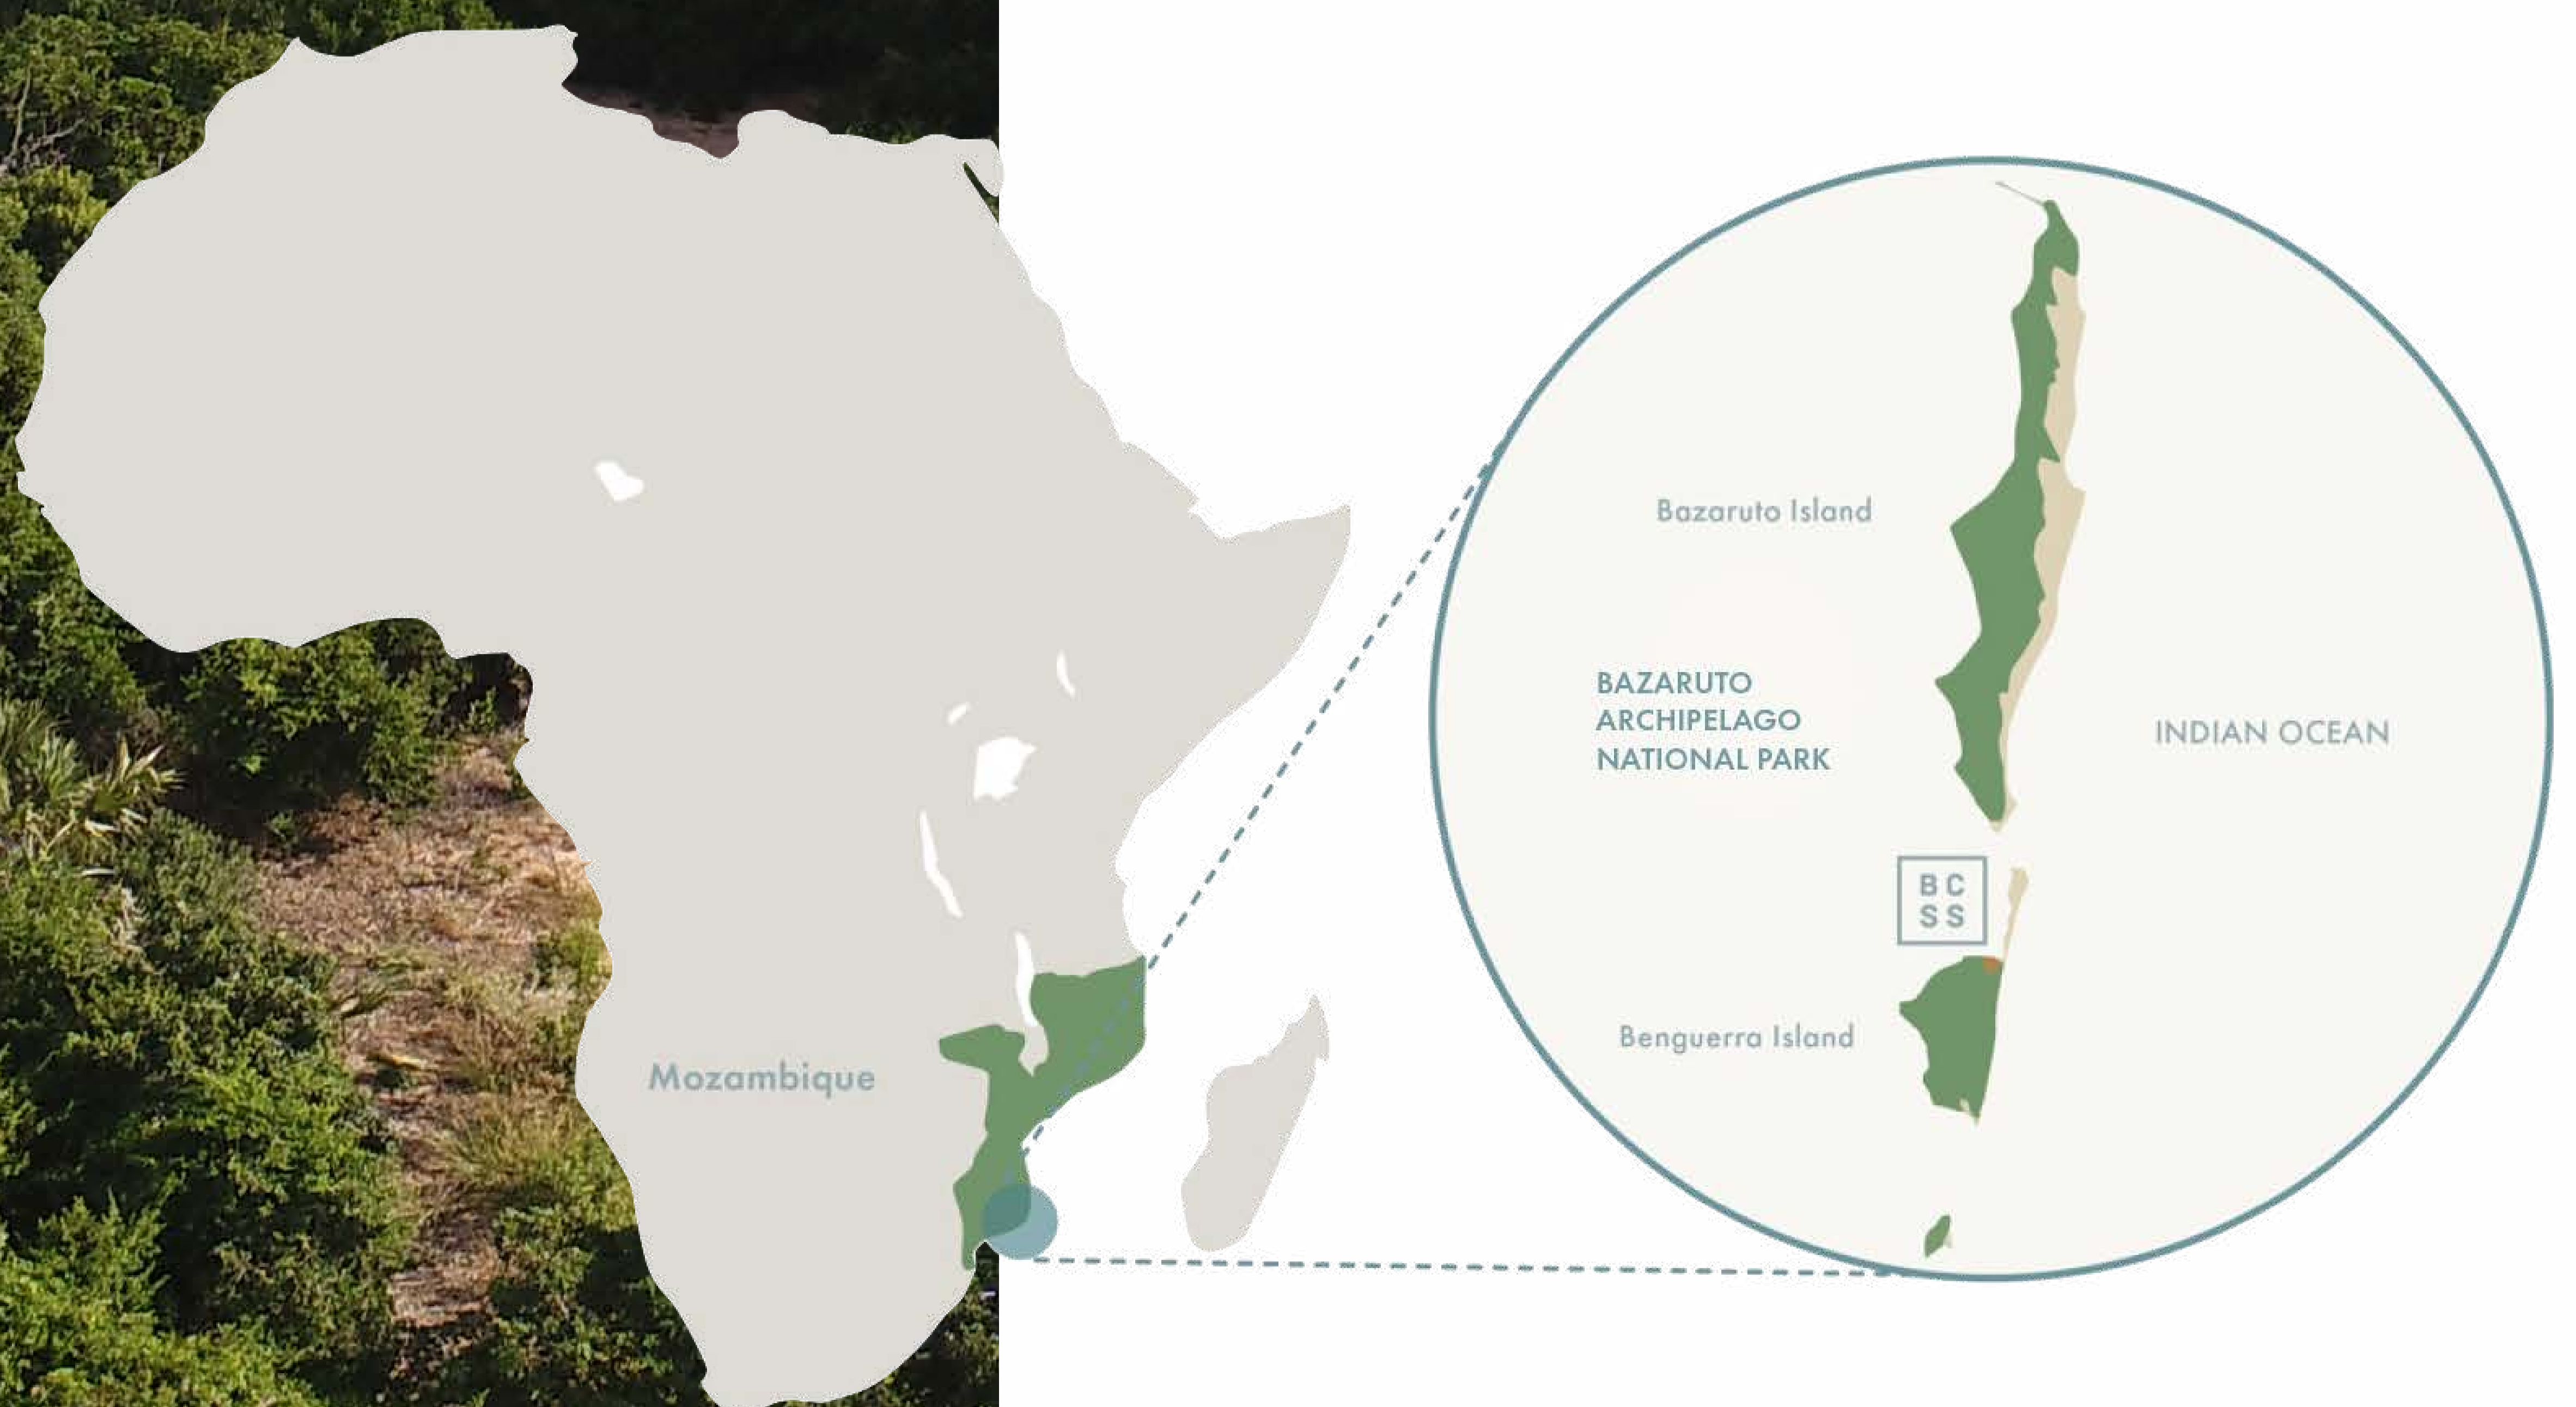 Mozambique
Bazaruto Island
BAZARUTO
ARCHIPELAGO
NATIONAL PARK
INDIAN OCEAN
B C
S S
Benguerra Island